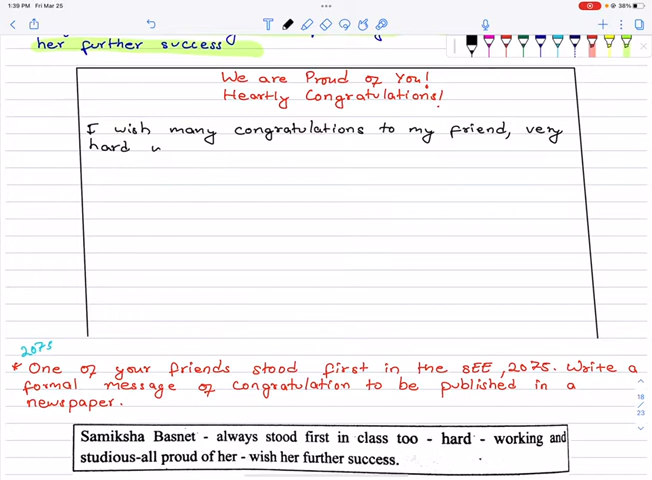 1:39 PM Fri Mar 25
38%
her further success
We are Proud of You!
Heartly Congratulations!
I wish many congratulations to my friend, very
hard
2075
* One of your friends stood first in the SEE, 2075. Write a
formal message of congratulation to be published in a
newspaper.
18
/
23
Samiksha Basnet - always stood first in class too - hard - working and
studious-all proud of her - wish her further success.